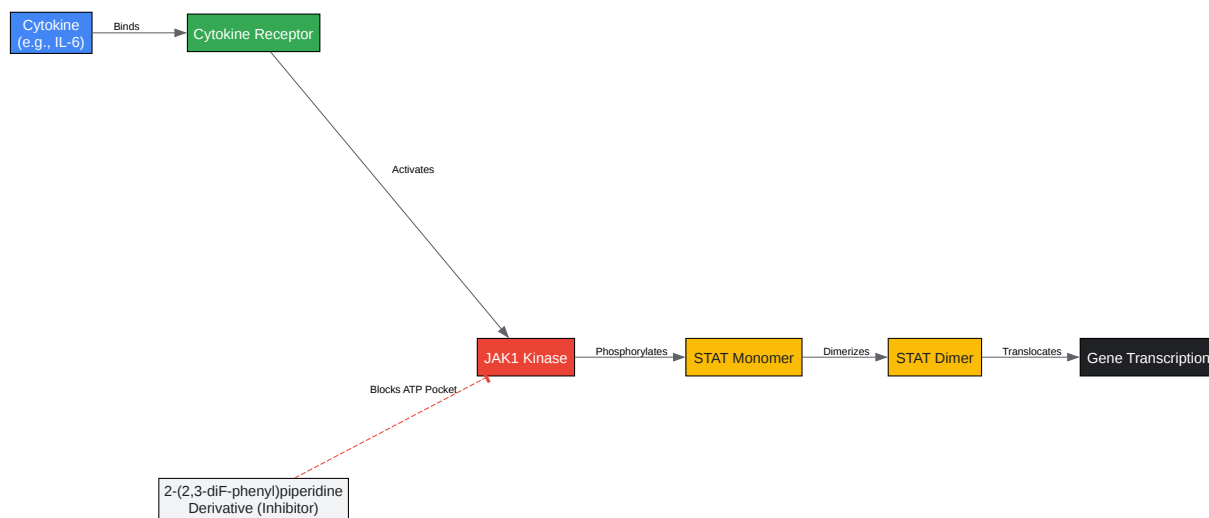 Cytokine
(e.g., IL-6)
Binds
Cytokine Receptor
Activates
JAK1 Kinase
Phosphorylates
STAT Monomer
Dimerizes
STAT Dimer
Translocates
Gene Transcription
Blocks ATP Pocket
2-(2,3-diF-phenyl)piperidine
Derivative (Inhibitor)